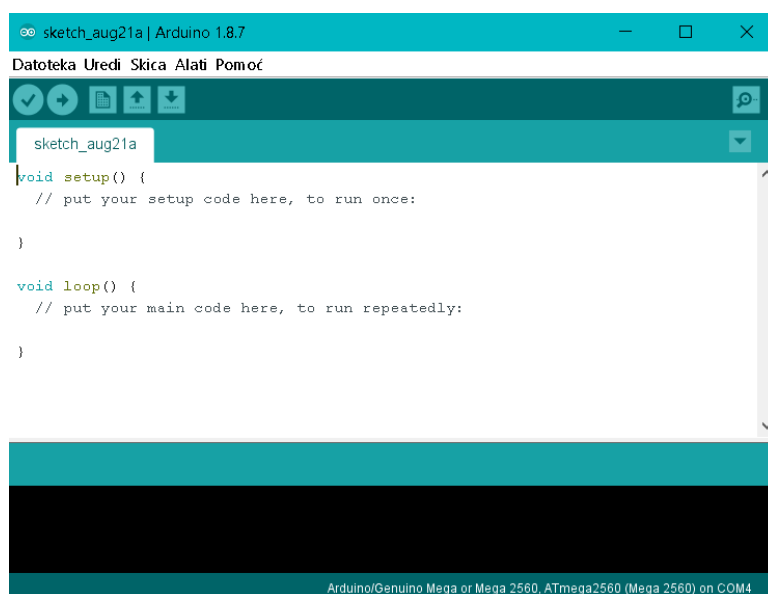 sketch_aug21a | Arduino 1.8.7
Datoteka Uredi Skica Alati Pomoć
sketch_aug21a
void setup() {
  // put your setup code here, to run once:
}
void loop() {
  // put your main code here, to run repeatedly:
}
Arduino/Genuino Mega or Mega 2560, ATmega2560 (Mega 2560) on COM4